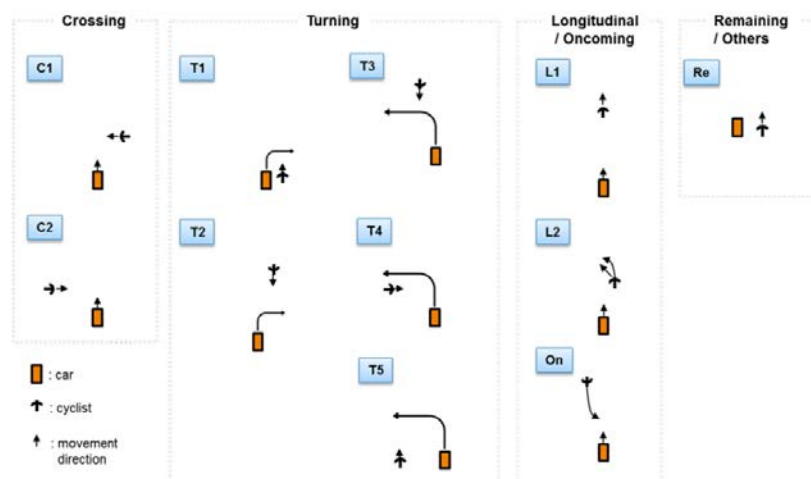 Crossing
C1
C2
: car
: cyclist
: movement
direction
Turning
T1
T2
T3
T4
T5
Longitudinal
/ Oncoming
L1
L2
On
Remaining
/ Others
Re